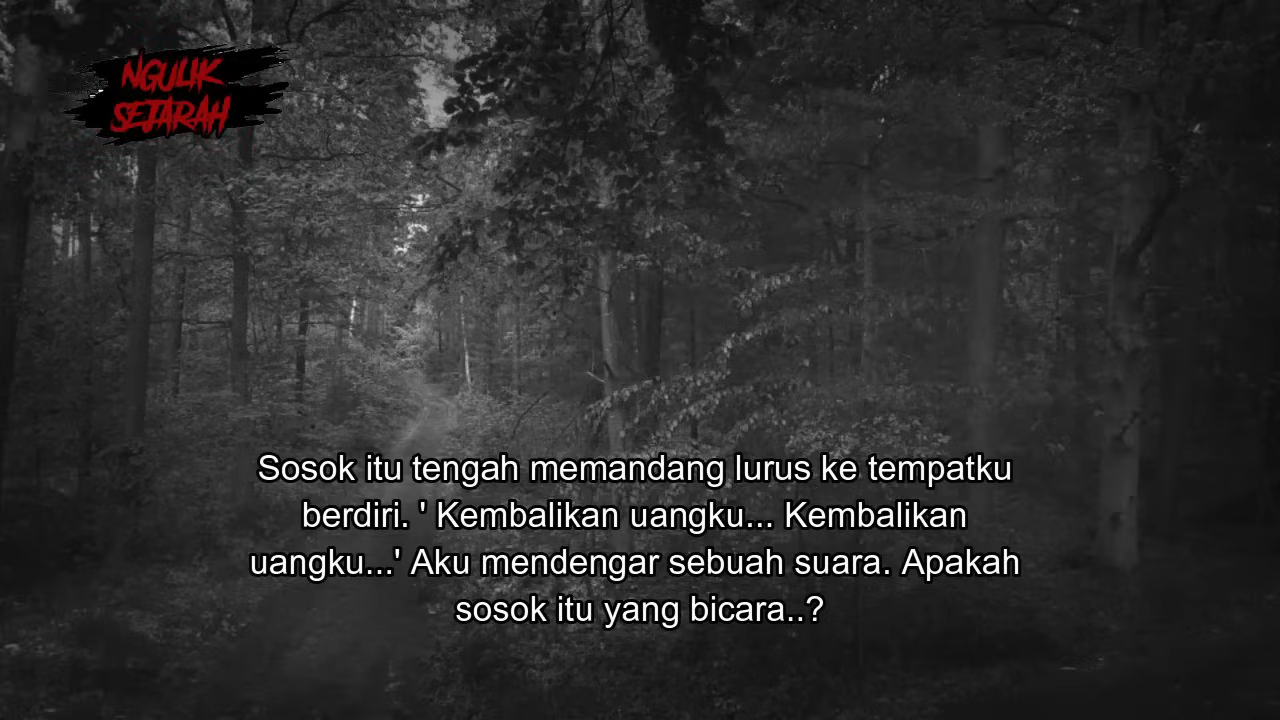 NGULIK
SEJARAH
Sosok itu tengah memandang lurus ke tempatku
berdiri. ' Kembalikan uangku... Kembalikan
uangku...' Aku mendengar sebuah suara. Apakah
sosok itu yang bicara..?